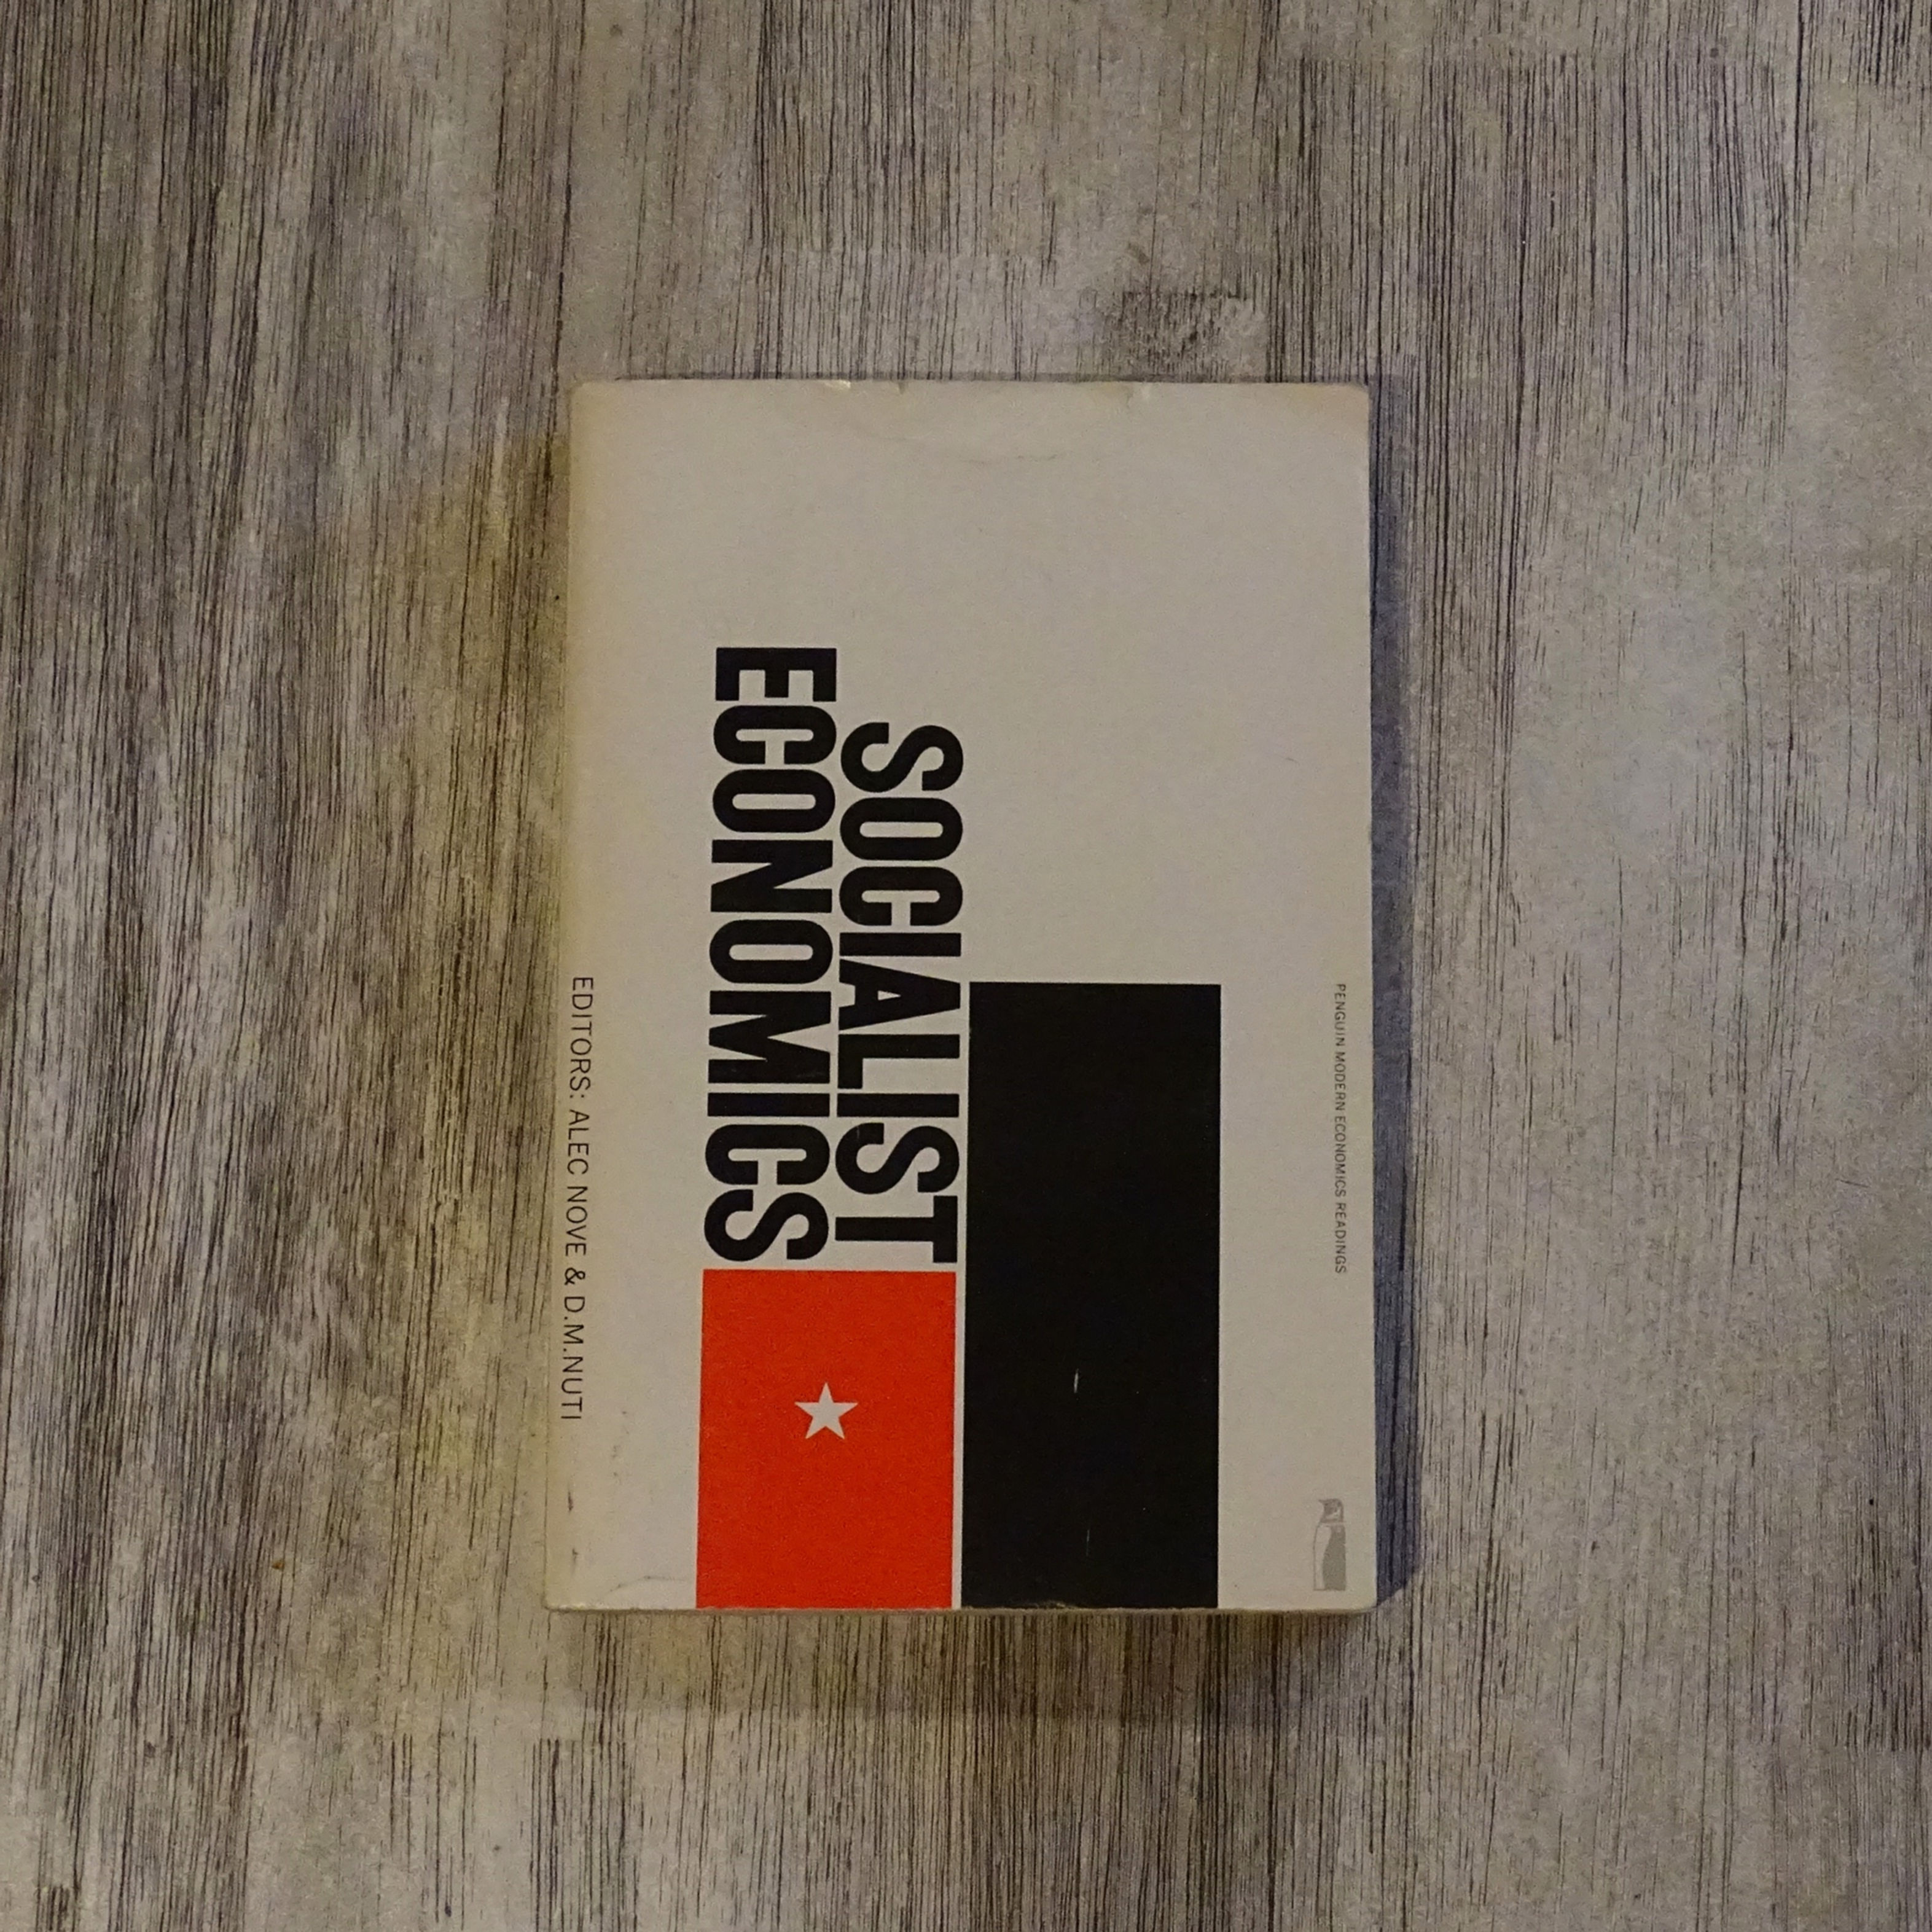 PENGUIN MODERN ECONOMICS READINGS
SOCIALIST
ECONOMICS
EDITORS: ALEC NOVE & D.M.NUTI